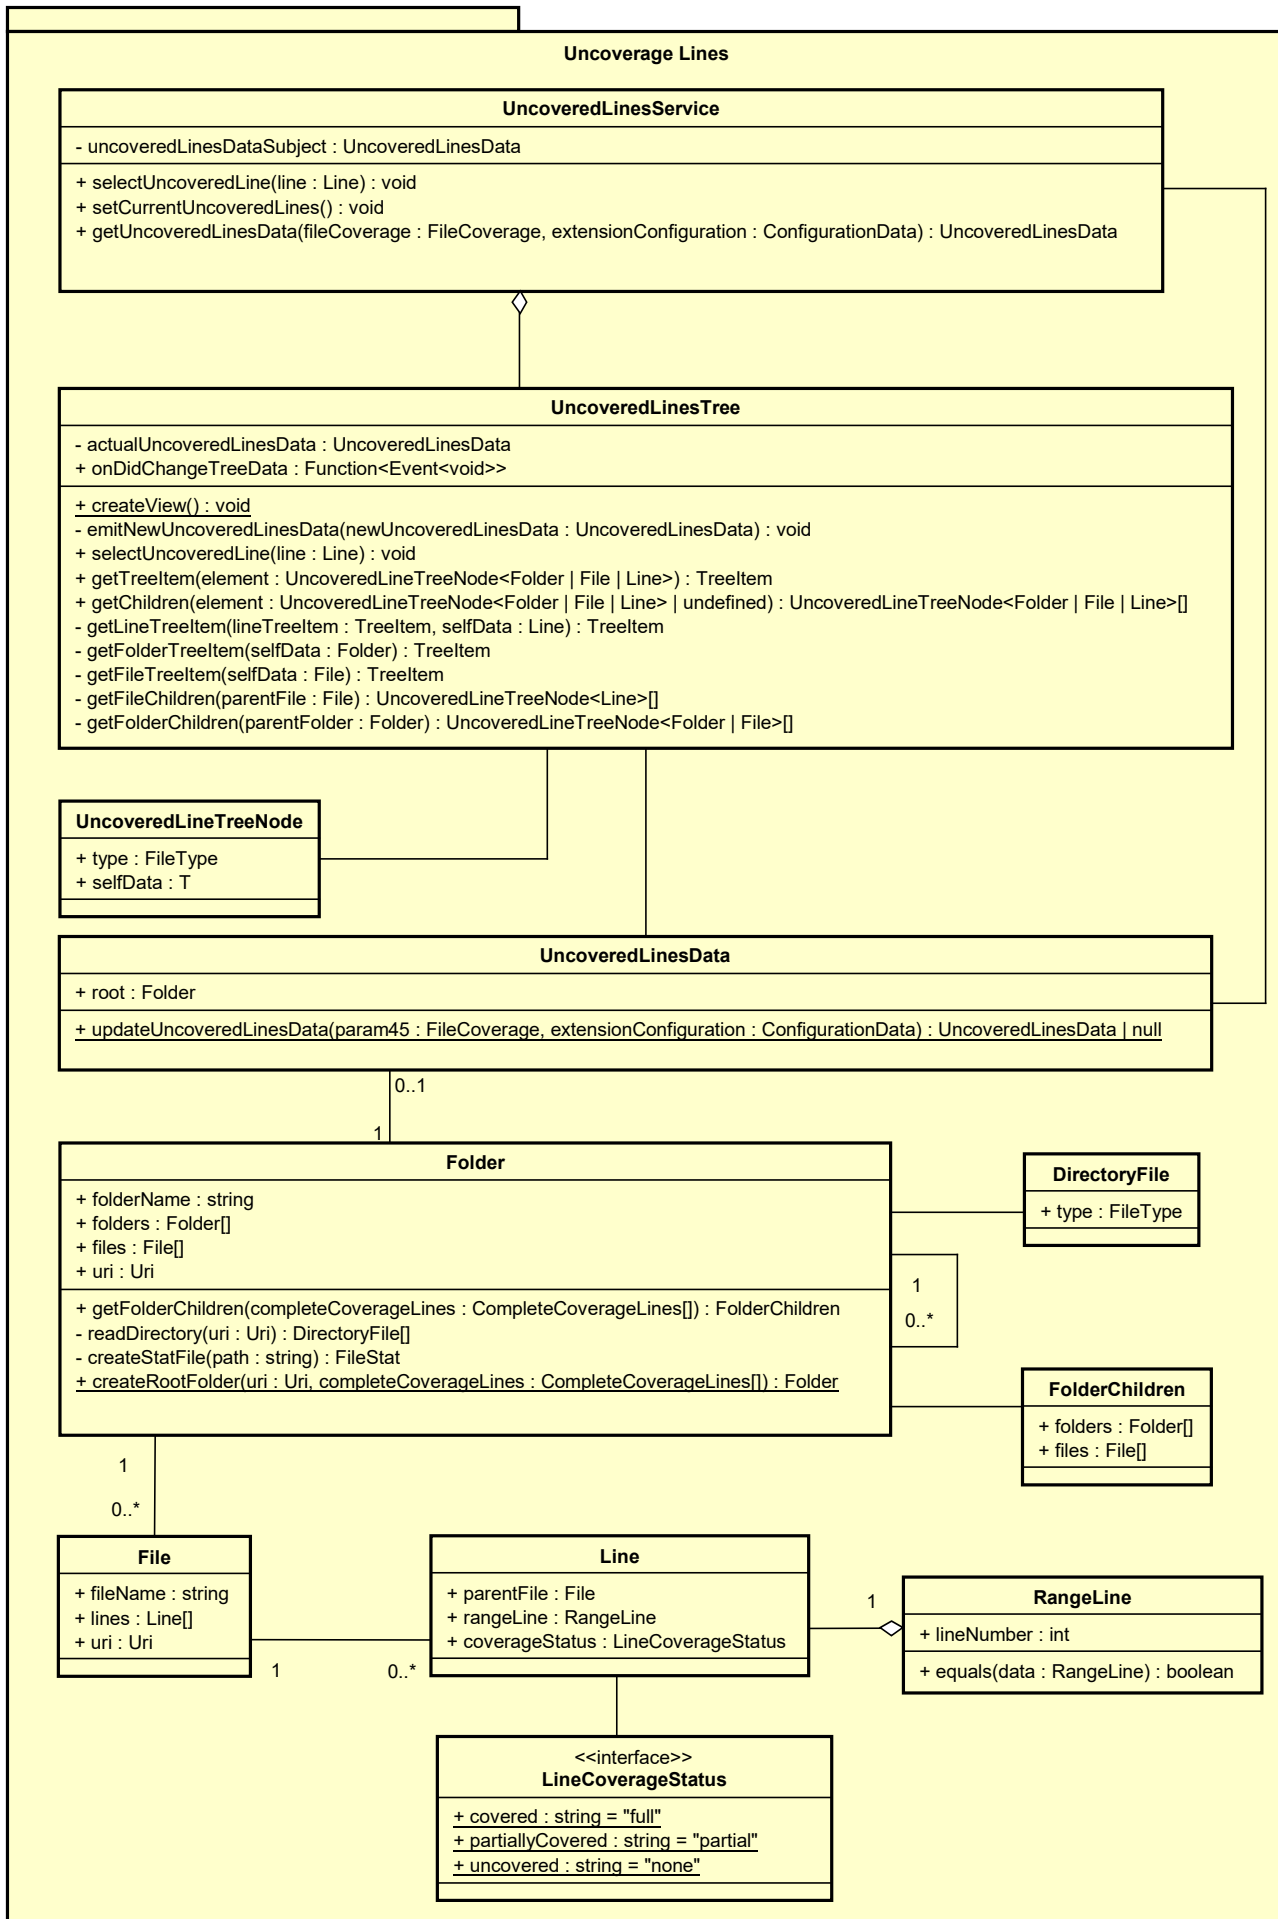 Uncoverage Lines
UncoveredLinesService
- uncoveredLinesDataSubject : UncoveredLinesData
+ selectUncoveredLine(line : Line) : void
+ setCurrentUncoveredLines() : void
+ getUncoveredLinesData(fileCoverage : FileCoverage, extensionConfiguration : ConfigurationData) : UncoveredLinesData
UncoveredLinesTree
- actualUncoveredLinesData : UncoveredLinesData
+ onDidChangeTreeData : Function<Event<void>>
+ createView() : void
- emitNewUncoveredLinesData(newUncoveredLinesData : UncoveredLinesData) : void
+ selectUncoveredLine(line : Line) : void
+ getTreeItem(element : UncoveredLineTreeNode<Folder | File | Line>) : TreeItem
+ getChildren(element : UncoveredLineTreeNode<Folder | File | Line> | undefined) : UncoveredLineTreeNode<Folder | File | Line>[]
- getLineTreeItem(lineTreeItem : TreeItem, selfData : Line) : TreeItem
- getFolderTreeItem(selfData : Folder) : TreeItem
- getFileTreeItem(selfData : File) : TreeItem
- getFileChildren(parentFile : File) : UncoveredLineTreeNode<Line>[]
- getFolderChildren(parentFolder : Folder) : UncoveredLineTreeNode<Folder | File>[]
UncoveredLineTreeNode
+ type : FileType
+ selfData : T
UncoveredLinesData
+ root : Folder
+ updateUncoveredLinesData(param45 : FileCoverage, extensionConfiguration : ConfigurationData) : UncoveredLinesData | null
0..1
1
Folder
+ folderName : string
+ folders : Folder[]
+ files : File[]
+ uri : Uri
+ getFolderChildren(completeCoverageLines : CompleteCoverageLines[]) : FolderChildren
- readDirectory(uri : Uri) : DirectoryFile[]
- createStatFile(path : string) : FileStat
+ createRootFolder(uri : Uri, completeCoverageLines : CompleteCoverageLines[]) : Folder
DirectoryFile
+ type : FileType
1
0..*
FolderChildren
+ folders : Folder[]
+ files : File[]
1
0..*
File
+ fileName : string
+ lines : Line[]
+ uri : Uri
1
0..*
Line
+ parentFile : File
+ rangeLine : RangeLine
+ coverageStatus : LineCoverageStatus
1
RangeLine
+ lineNumber : int
+ equals(data : RangeLine) : boolean
<<interface>>
LineCoverageStatus
+ covered : string = "full"
+ partiallyCovered : string = "partial"
+ uncovered : string = "none"